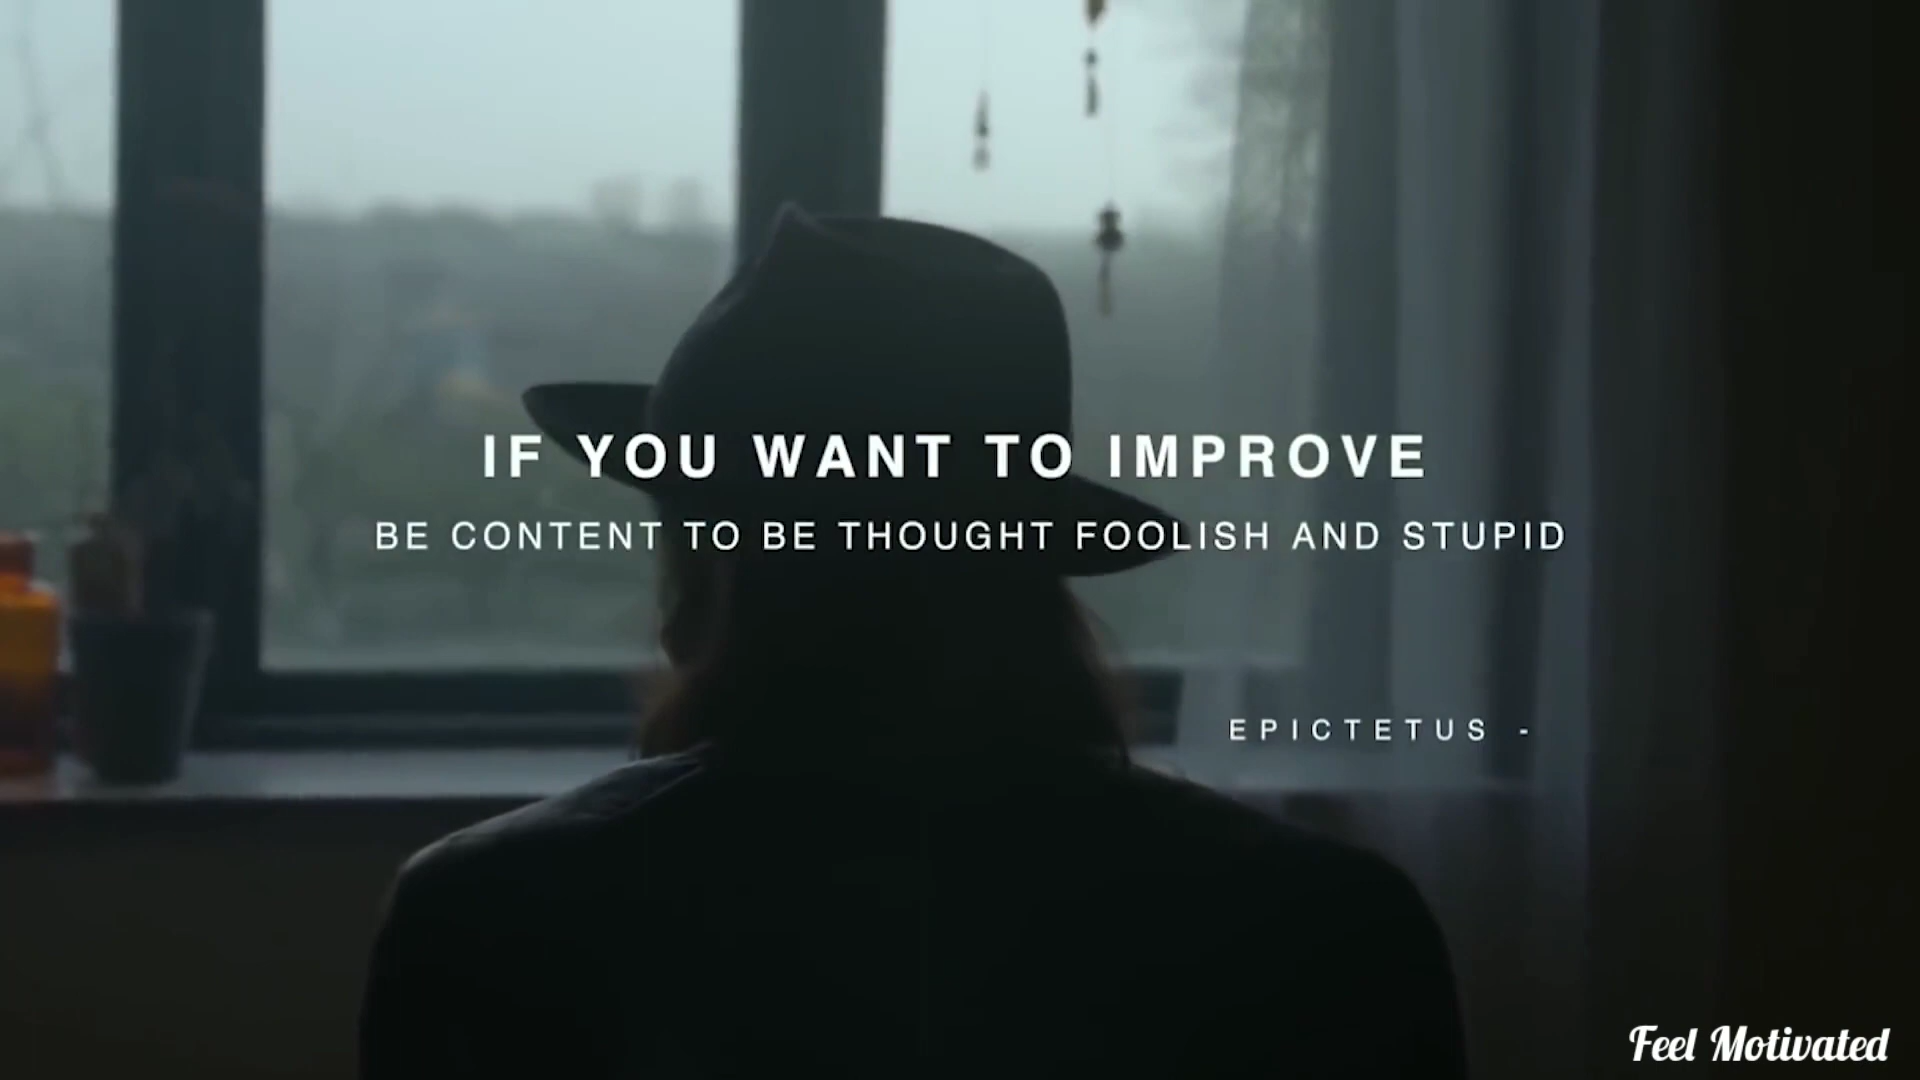 IF YOU WANT TO IMPROVE
BE CONTENT TO BE THOUGHT FOOLISH AND STUPID
EPICTETUS -
Feel Motivated